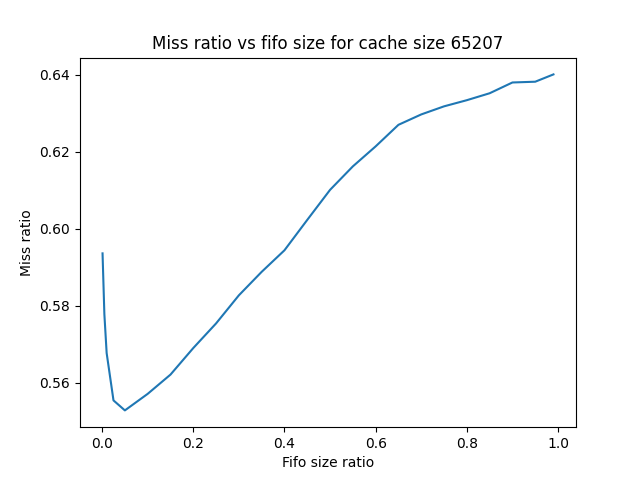 Miss ratio vs fifo size for cache size 65207
0.64
0.62
0.60
0.58
0.56
Miss ratio
0.0 0.2 0.4 0.6 0.8 1.0
Fifo size ratio